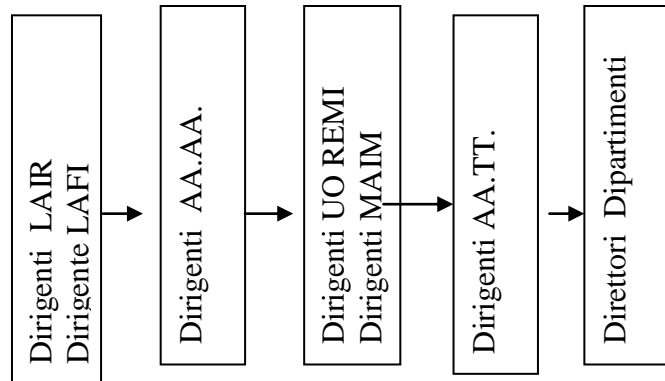 Dirigenti LAIR
Dirigente LAFI
Dirigenti AA.AA.
Dirigenti UO REMI
Dirigenti MAIM
Dirigenti AA.TT.
Direttori Dipartimenti